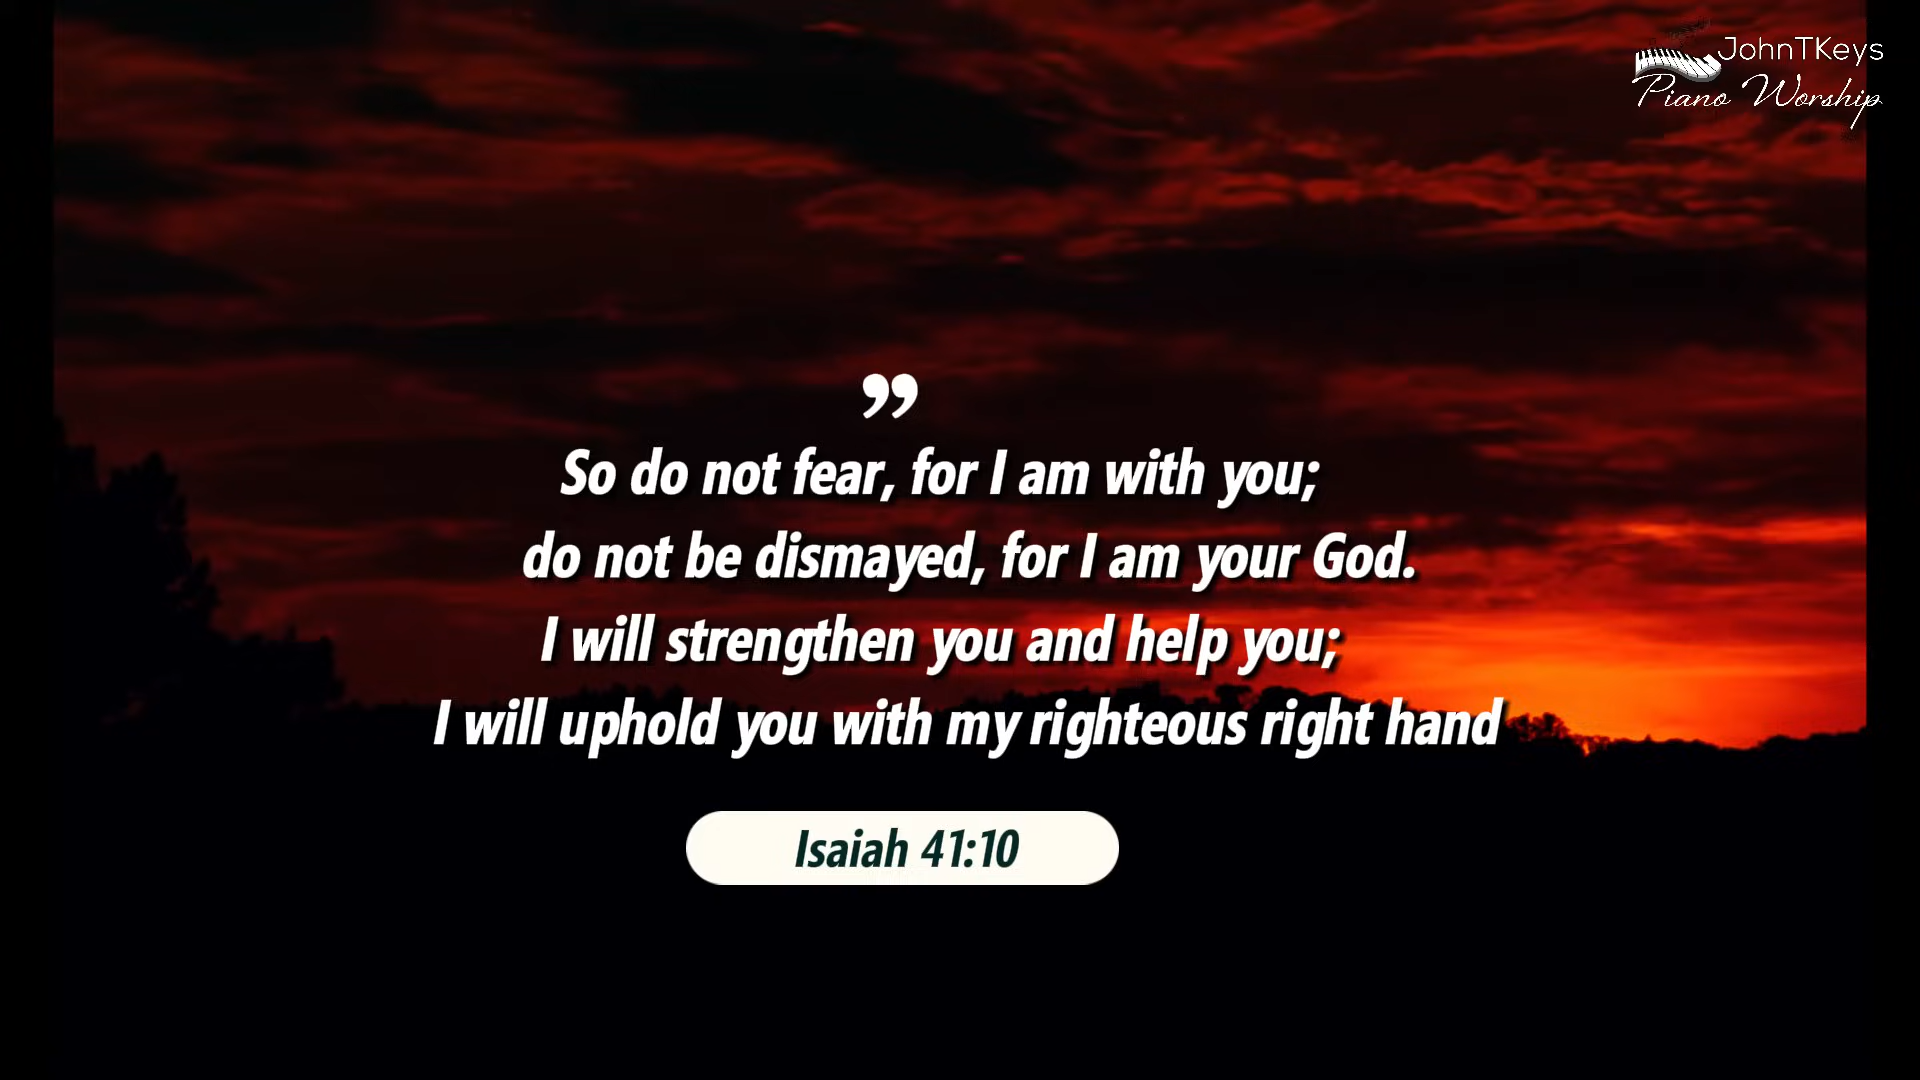 JohnTKeys
Piano Worship
”
So do not fear, for I am with you;
do not be dismayed, for I am your God.
I will strengthen you and help you;
I will uphold you with my righteous right hand
Isaiah 41:10